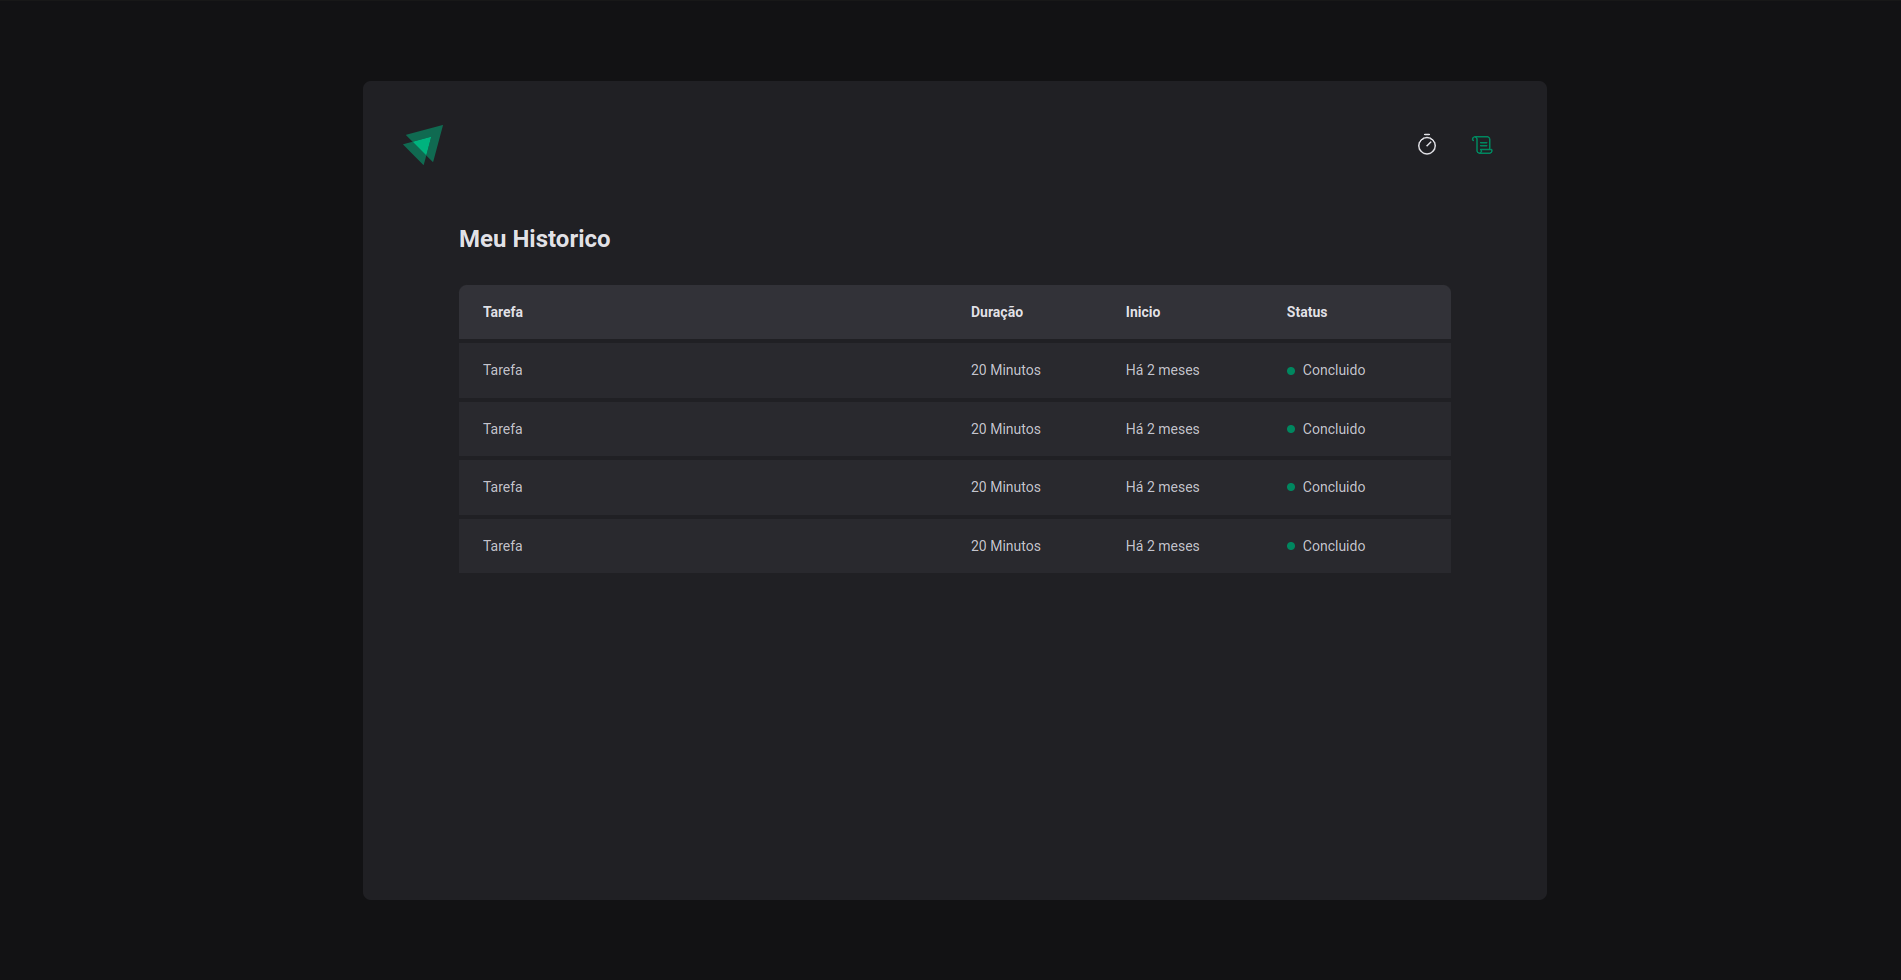 Meu Historico
Tarefa Duração Inicio Status
Tarefa 20 Minutos Há 2 meses Concluido
Tarefa 20 Minutos Há 2 meses Concluido
Tarefa 20 Minutos Há 2 meses Concluido
Tarefa 20 Minutos Há 2 meses Concluido